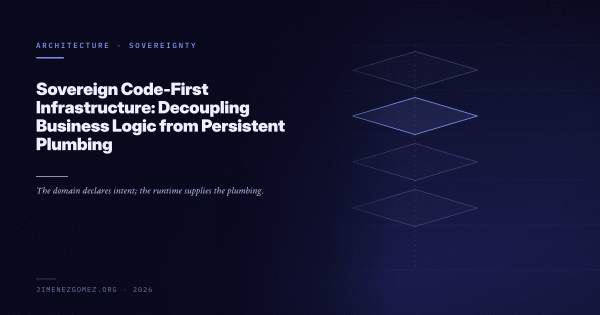 ARCHITECTURE · SOVEREIGNTY
Sovereign Code-First
Infrastructure: Decoupling
Business Logic from Persistent
Plumbing
The domain declares intent; the runtime supplies the plumbing.
JIMENEZGOMEZ.ORG · 2026